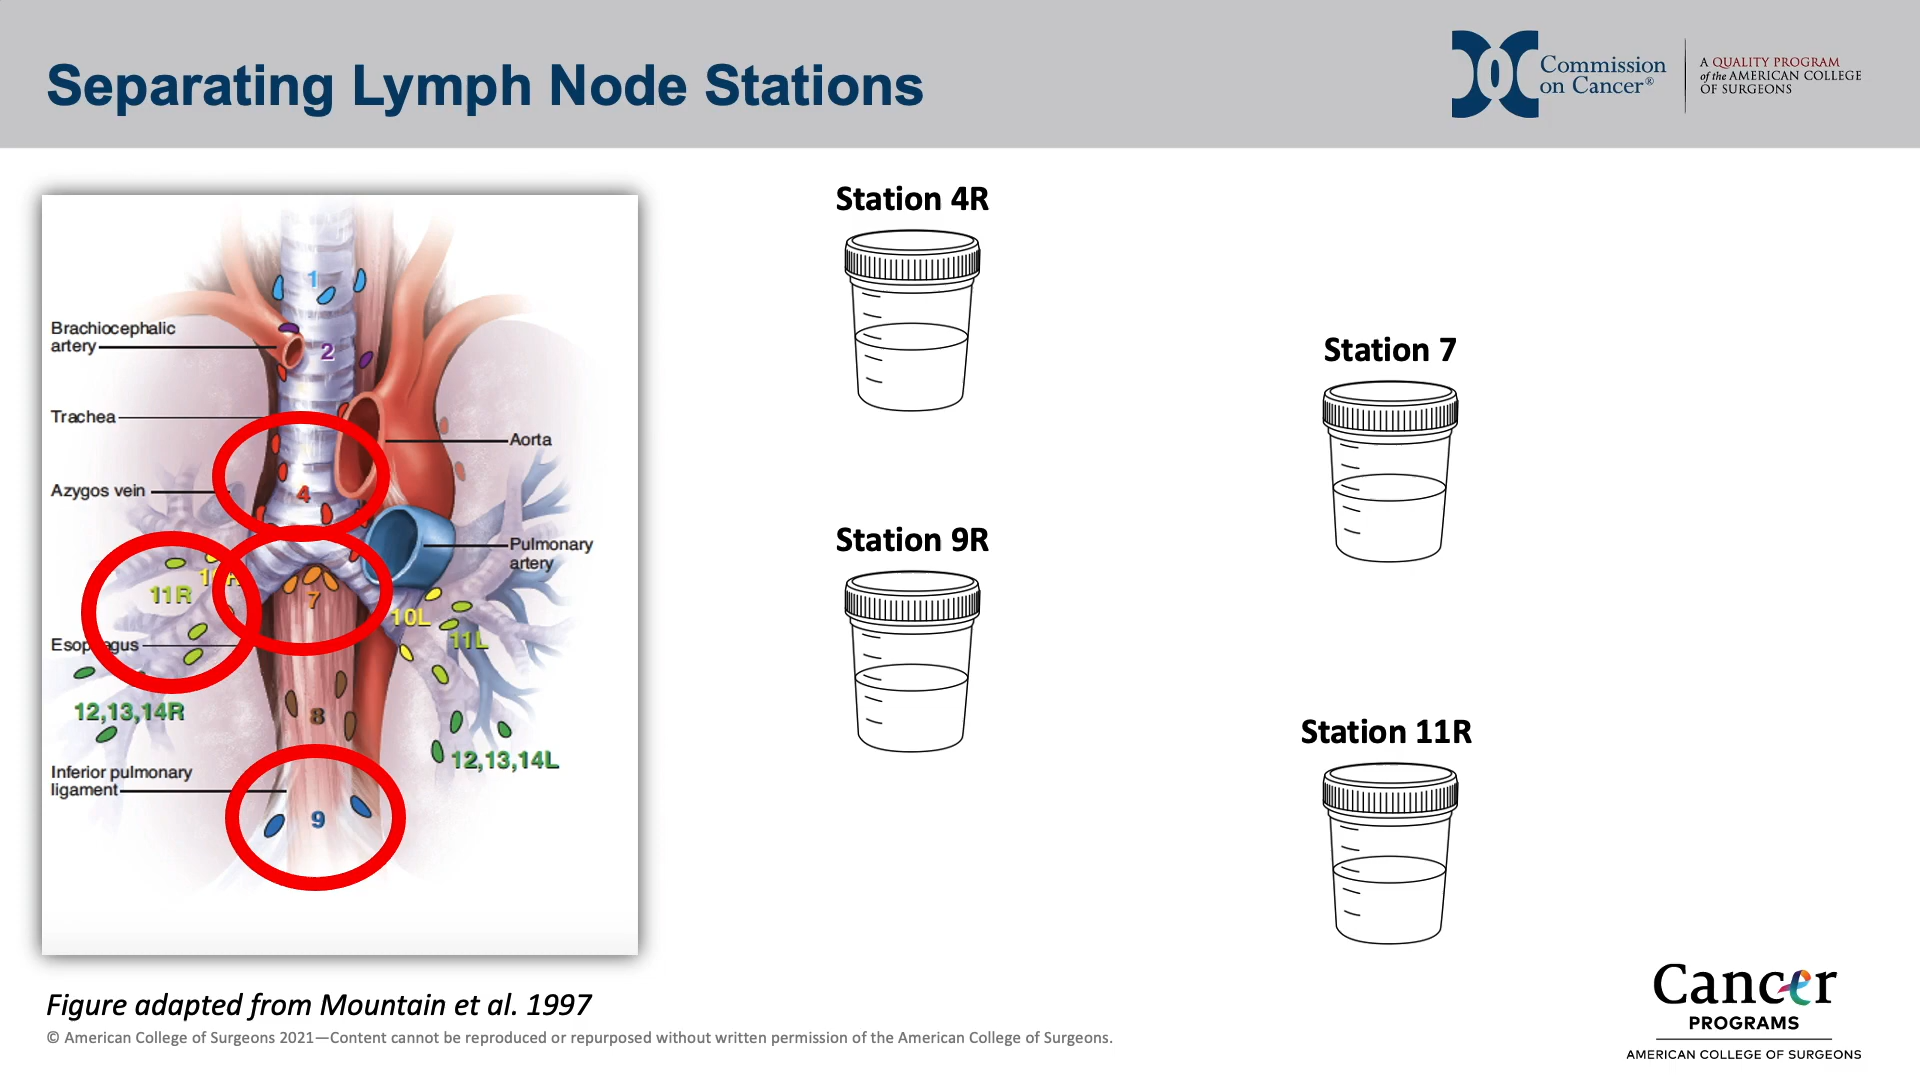 Separating Lymph Node Stations
Commission
on Cancer®
A QUALITY PROGRAM
of the AMERICAN COLLEGE
OF SURGEONS
1
Brachiocephalic
artery
2
Trachea
Aorta
4
Azygos vein
Pulmonary
artery
11R
7
10L
11L
Esophagus
12,13,14R
8
12,13,14L
Inferior pulmonary
ligament
9
Station 4R
Station 7
Station 9R
Station 11R
Figure adapted from Mountain et al. 1997
© American College of Surgeons 2021—Content cannot be reproduced or repurposed without written permission of the American College of Surgeons.
Cancer
PROGRAMS
AMERICAN COLLEGE OF SURGEONS